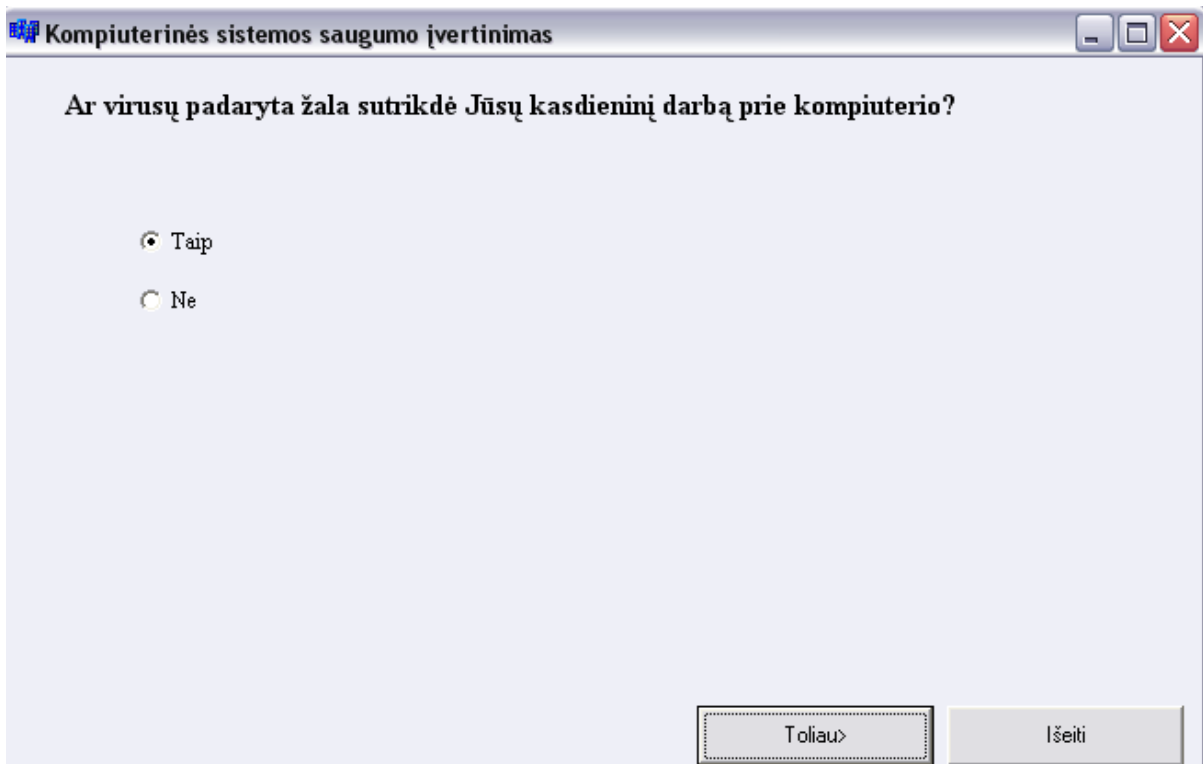 Kompiuterinės sistemos saugumo įvertinimas
Ar virusų padaryta žala sutrikdė Jūsų kasdieninį darbą prie kompiuterio?
Taip
Ne
Toliau>
Išeiti